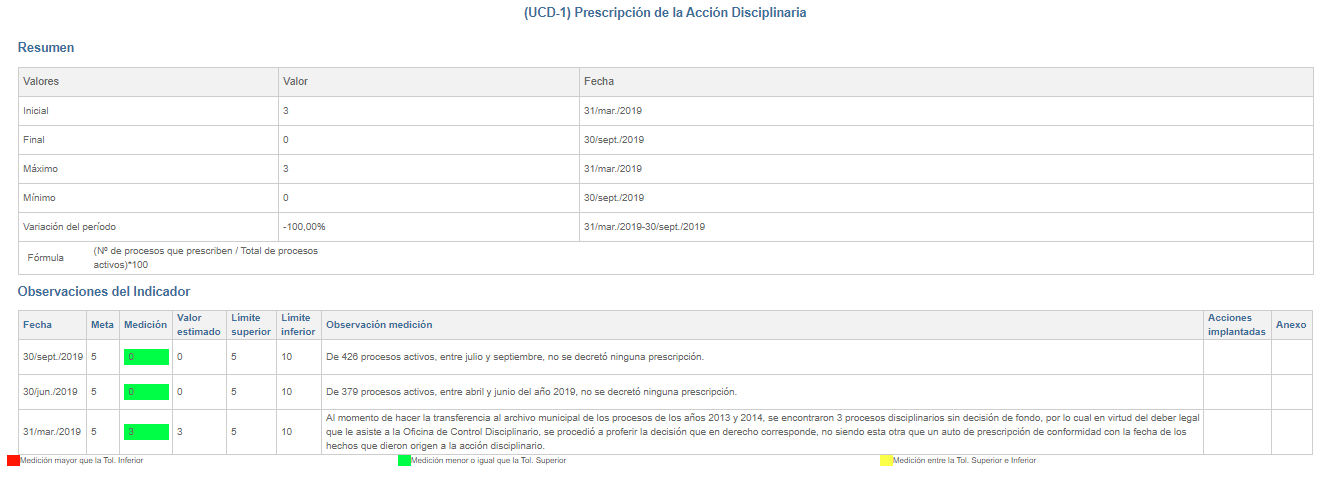 (UCD-1) Prescripción de la Acción Disciplinaria
Resumen
Valores Valor Fecha
Inicial 3 31/mar./2019
Final 0 30/sept./2019
Máximo 3 31/mar./2019
Mínimo 0 30/sept./2019
Variación del período -100,00% 31/mar./2019-30/sept./2019
Fórmula (Nº de procesos que prescriben / Total de procesos
activos)*100
Observaciones del Indicador
Fecha Meta Medición Valor estimado Límite superior Límite inferior Observación medición Acciones implantadas Anexo
30/sept./2019 5 0 0 5 10 De 426 procesos activos, entre julio y septiembre, no se decretó ninguna prescripción.
30/jun./2019 5 0 0 5 10 De 379 procesos activos, entre abril y junio del año 2019, no se decretó ninguna prescripción.
31/mar./2019 5 3 3 5 10 Al momento de hacer la transferencia al archivo municipal de los procesos de los años 2013 y 2014, se encontraron 3 procesos disciplinarios sin decisión de fondo, por lo cual en virtud del deber legal
que le asiste a la Oficina de Control Disciplinario, se procedió a proferir la decisión que en derecho corresponde, no siendo esta otra que un auto de prescripción de conformidad con la fecha de los
hechos que dieron origen a la acción disciplinario.
Medición mayor que la Tol. Inferior Medición menor o igual que la Tol. Superior Medición entre la Tol. Superior e Inferior